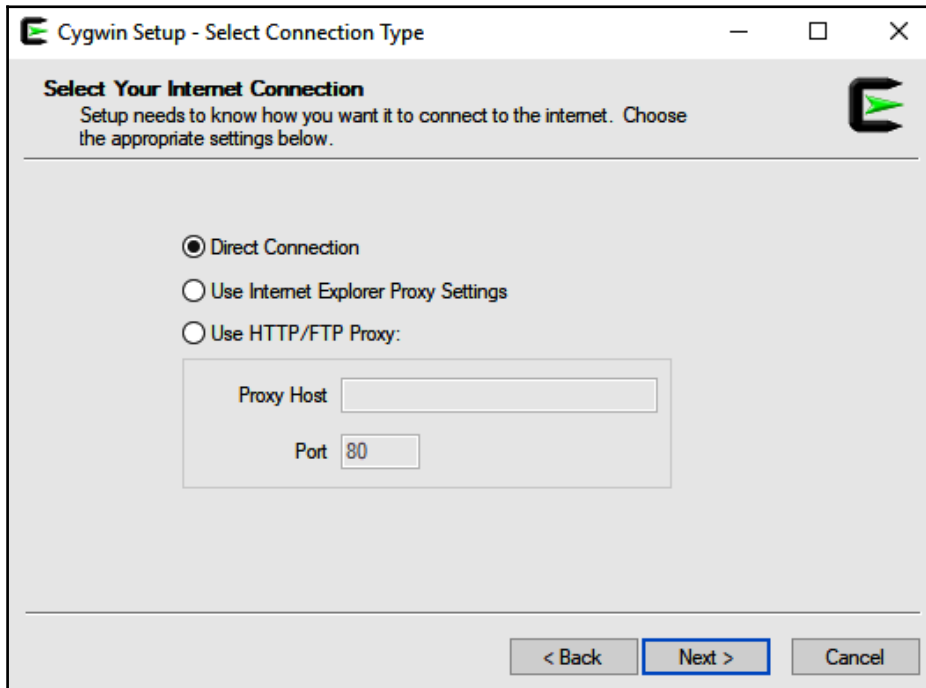 Cygwin Setup - Select Connection Type
Select Your Internet Connection
Setup needs to know how you want it to connect to the internet.  Choose
the appropriate settings below.
Direct Connection
Use Internet Explorer Proxy Settings
Use HTTP/FTP Proxy:
Proxy Host
Port 80
< Back Next > Cancel